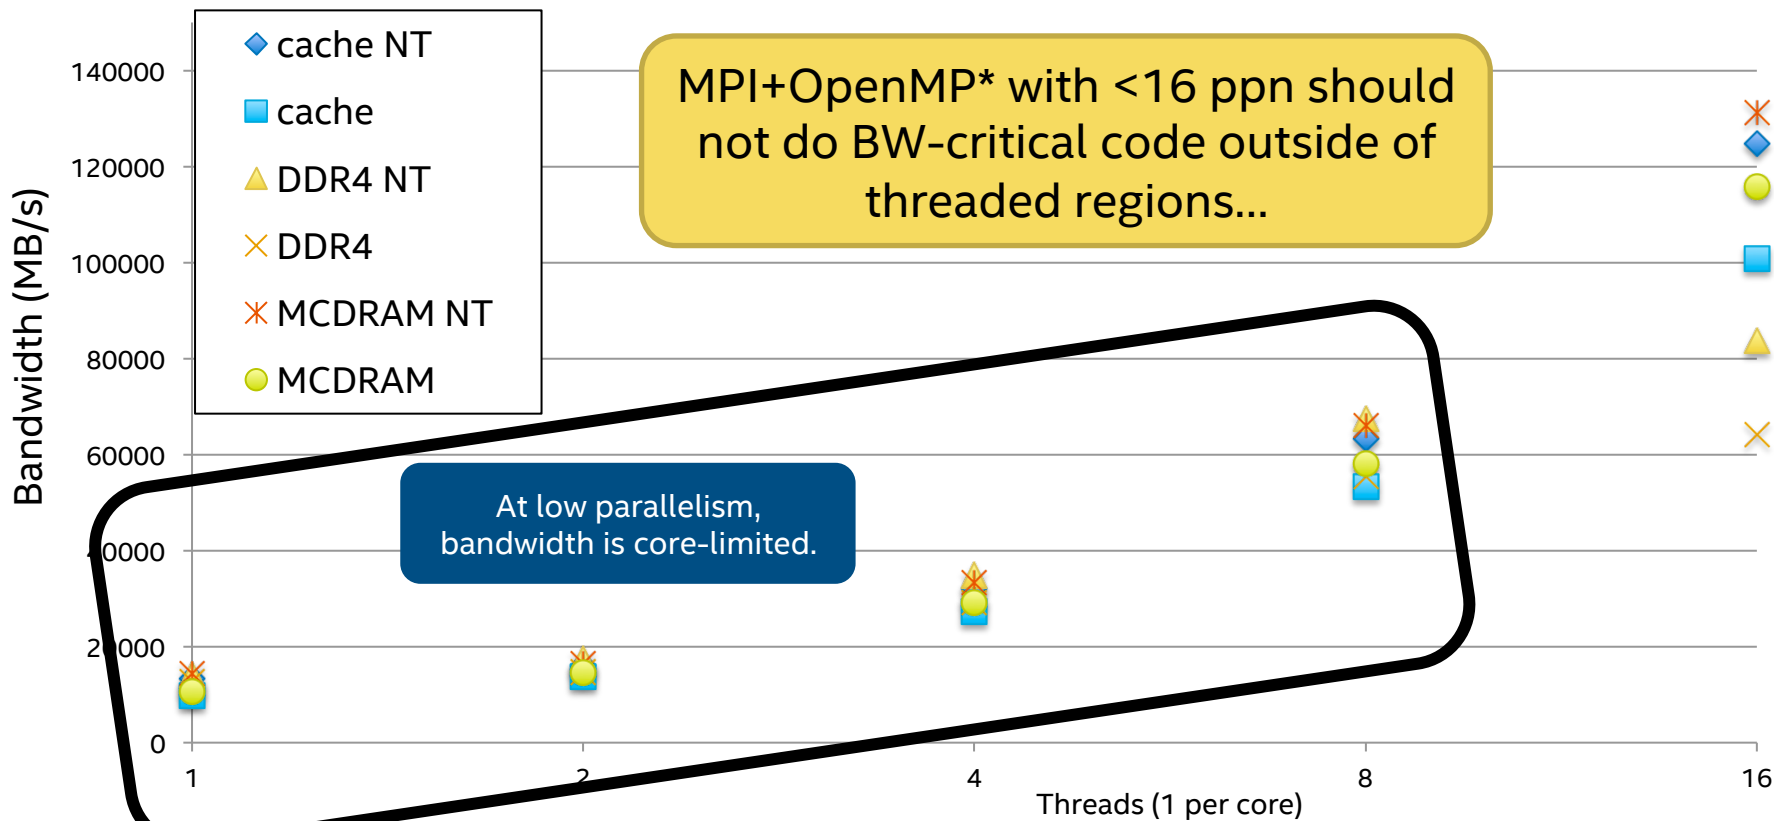 cache NT
cache
DDR4 NT
DDR4
MCDRAM NT
MCDRAM
MPI+OpenMP* with <16 ppn should
not do BW-critical code outside of
threaded regions...
At low parallelism,
bandwidth is core-limited.
Bandwidth (MB/s)
140000
120000
100000
80000
60000
40000
20000
0
1 2 4 8 16
Threads (1 per core)